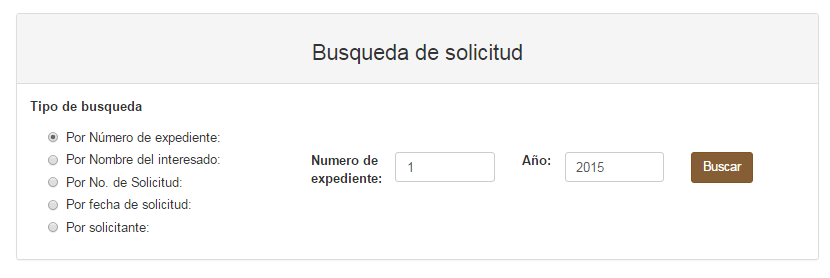 Busqueda de solicitud
Tipo de busqueda
Por Número de expediente:
Por Nombre del interesado:
Por No. de Solicitud:
Por fecha de solicitud:
Por solicitante:
Numero de
expediente:
1
Año:
2015
Buscar